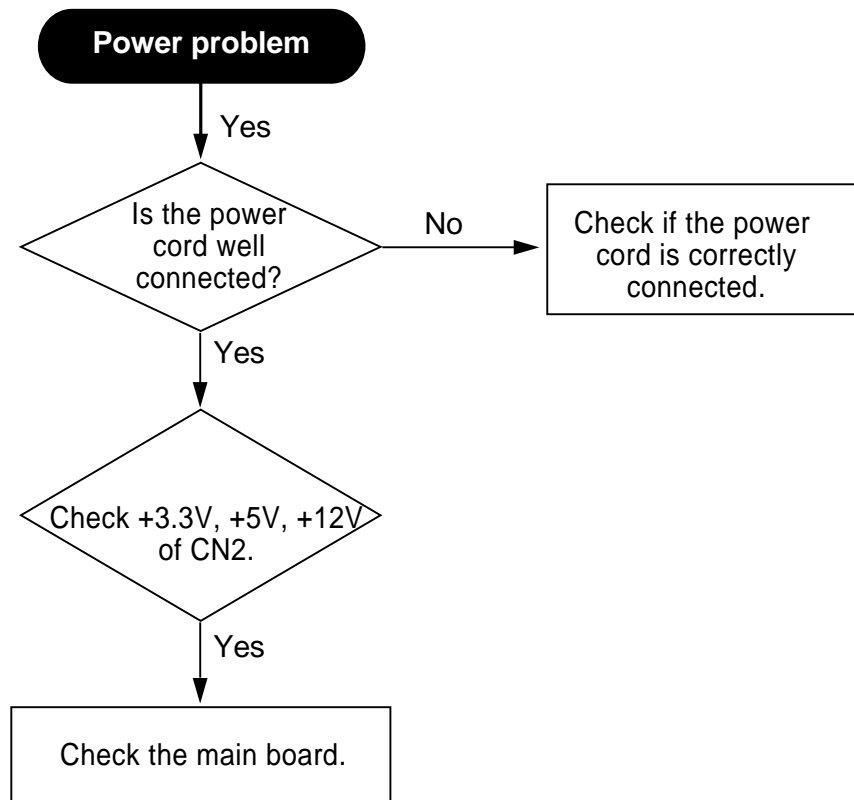 Power problem
Yes
Is the power
cord well
connected?
No
Check if the power
cord is correctly
connected.
Yes
Check +3.3V, +5V, +12V
of CN2.
Yes
Check the main board.